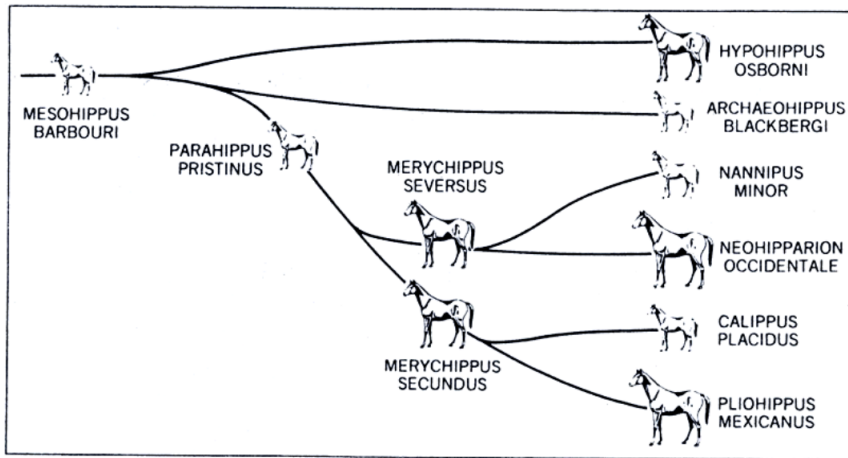 HYPOHIPPUS
OSBORNI
MESOHIPPUS
BARBOURI
ARCHAEOHIPPUS
BLACKBERGI
PARAHIPPUS
PRISTINUS
MERYCHIPPUS
SEVERSUS
NANNIPUS
MINOR
NEOHIPPARION
OCCIDENTALE
MERYCHIPPUS
SECUNDUS
CALIPPUS
PLACIDUS
PLIOHIPPUS
MEXICANUS